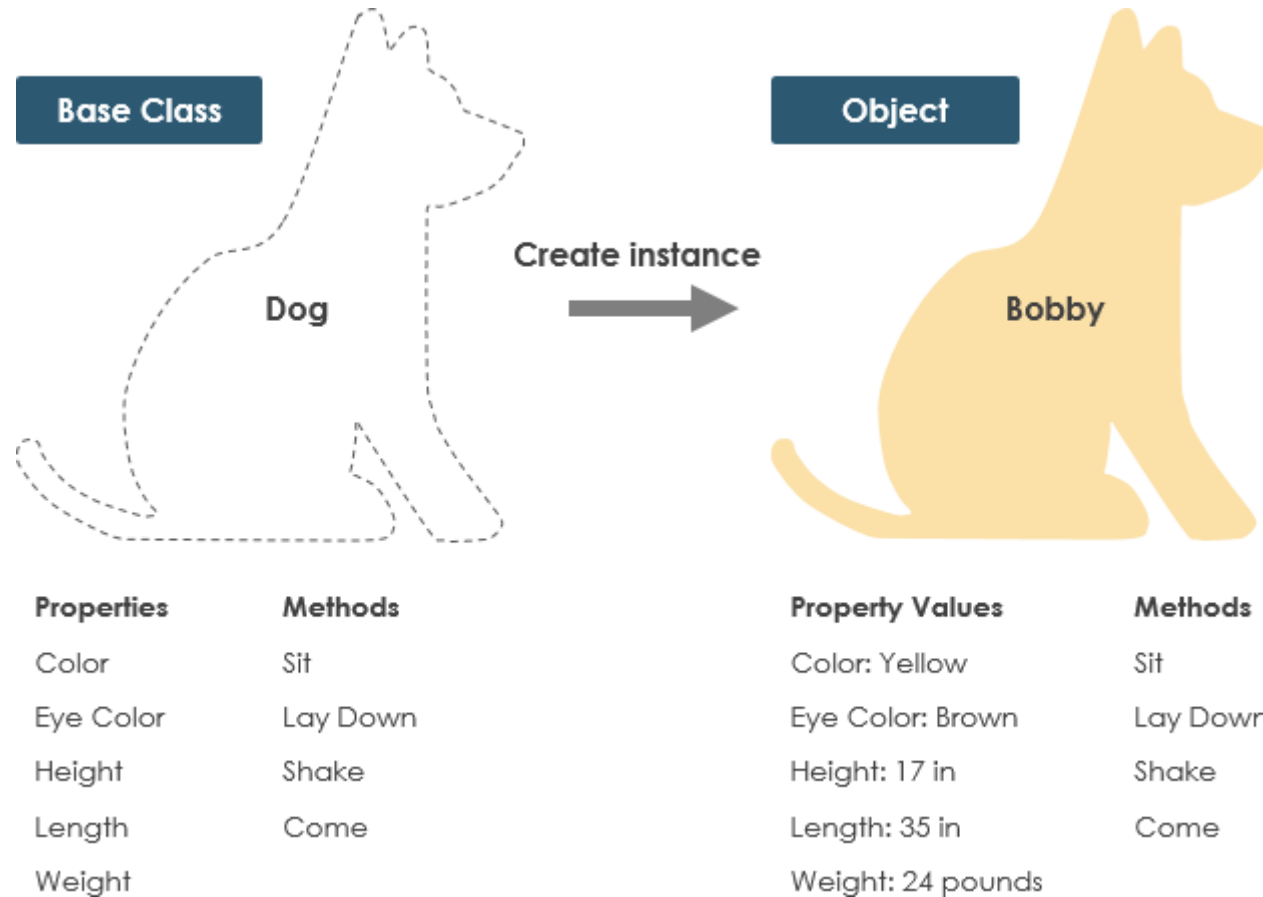 Base Class
Object
Create instance
Dog
Bobby
Properties Methods Property Values Methods
Color Sit Color: Yellow Sit
Eye Color Lay Down Eye Color: Brown Lay Down
Height Shake Height: 17 in Shake
Length Come Length: 35 in Come
Weight Weight: 24 pounds